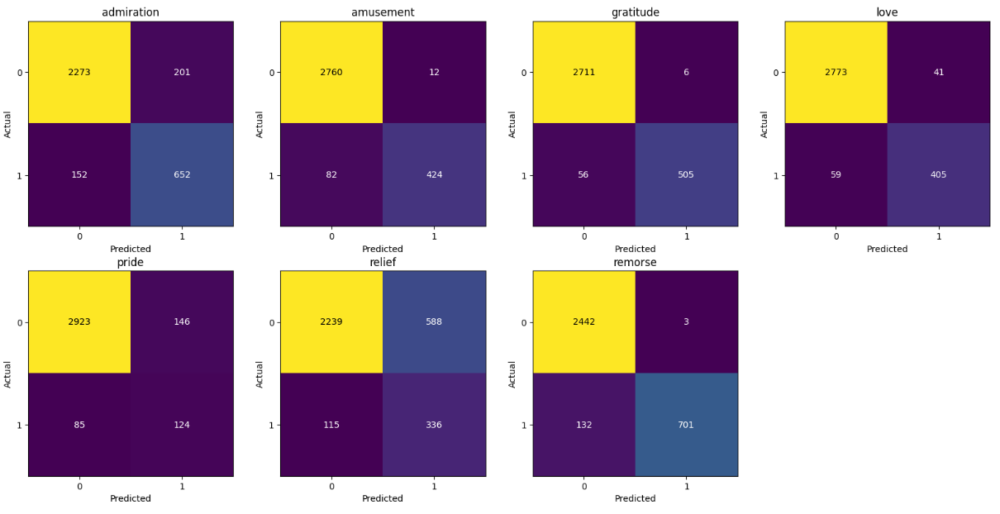 admiration amusement gratitude love
0 2273 201 0 2760 12 0 2711 6 0 2773 41
Actual Actual Actual Actual
1 152 652 1 82 424 1 56 505 1 59 405
0 1 0 1 0 1 0 1
Predicted Predicted Predicted Predicted
pride relief remorse
0 2923 146 0 2239 588 0 2442 3
Actual Actual Actual
1 85 124 1 115 336 1 132 701
0 1 0 1 0 1
Predicted Predicted Predicted